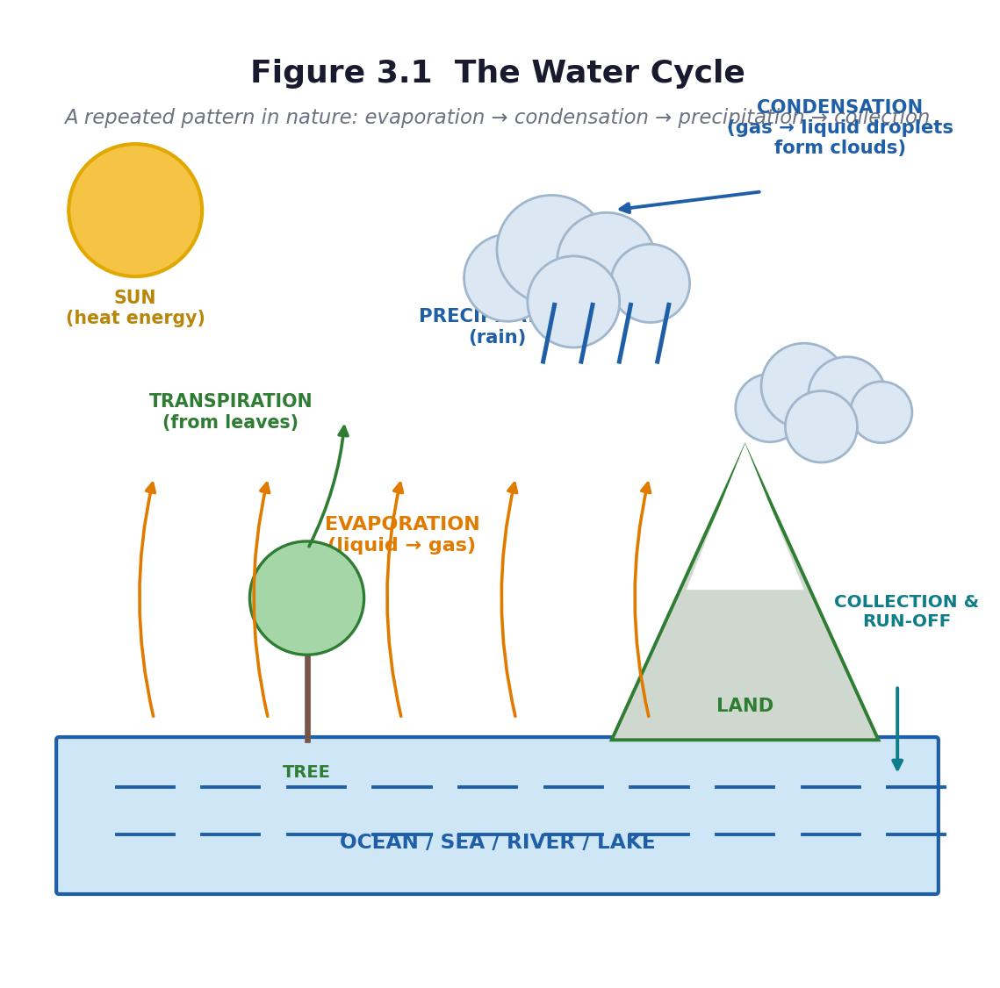 Figure 3.1 The Water Cycle
A repeated pattern in nature: evaporation → condensation → precipitation → collection
CONDENSATION
(gas → liquid droplets
form clouds)
SUN
(heat energy)
(rain)
TRANSPIRATION
(from leaves)
EVAPORATION
(liquid → gas)
COLLECTION &
RUN-OFF
LAND
TREE
OCEAN / SEA / RIVER / LAKE